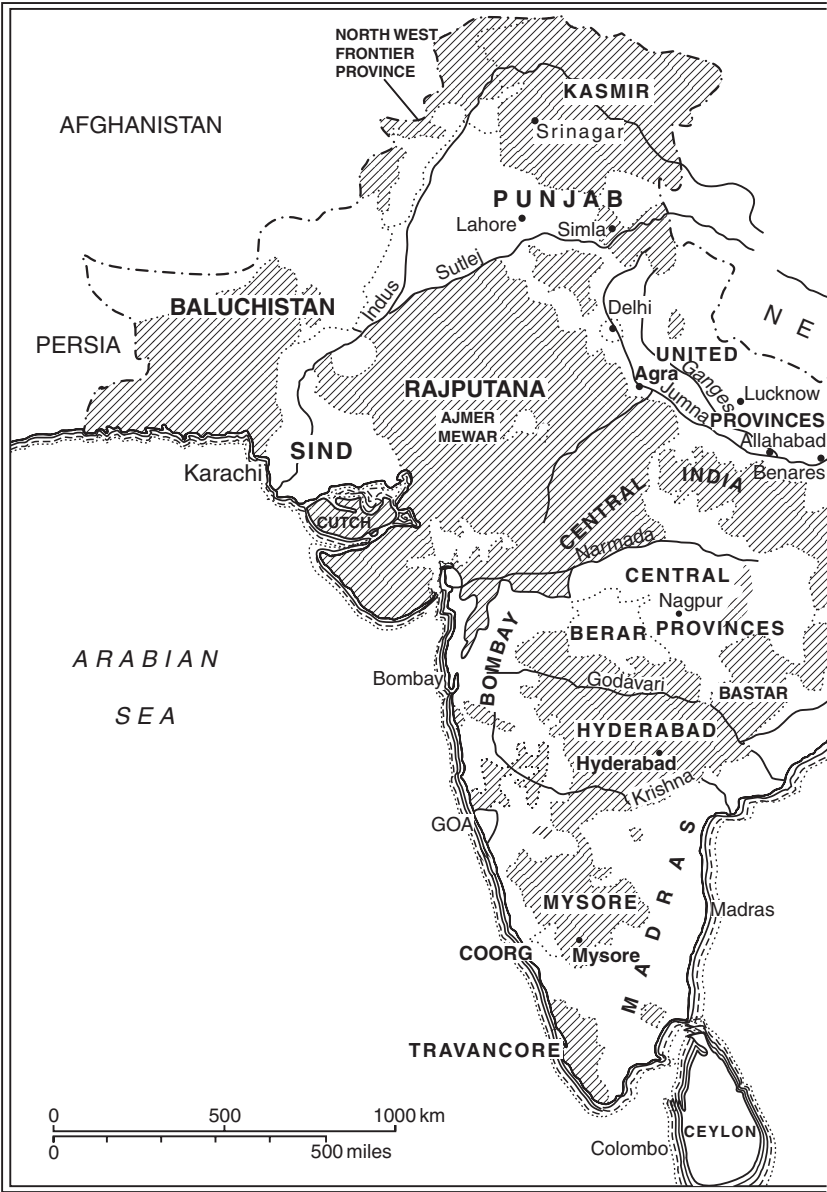 NORTH WEST
FRONTIER
PROVINCE
KASMIR
AFGHANISTAN
Srinagar
PUNJAB
Lahore
Simla
Sutlej
Indus
BALUCHISTAN
Delhi
NE
PERSIA
UNITED
Ganges
Agra
Jumna
Lucknow
PROVINCES
RAJPUTANA
AJMER
MEWAR
Allahabad
SIND
Benares
Karachi
INDIA
CENTRAL
CUTCH
Narmada
CENTRAL
Nagpur
PROVINCES
BERAR
BOMBAY
ARABIAN
SEA
Bombay
Godavari
BASTAR
HYDERABAD
Hyderabad
Krishna
GOA
MADRAS
MYSORE
Madras
COORG
Mysore
TRAVANCORE
0 500 1000 km
0 500 miles
CEYLON
Colombo